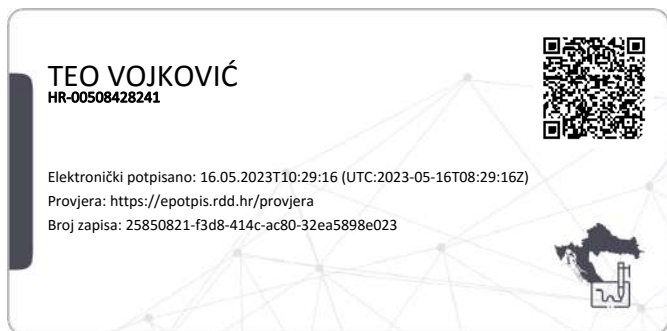 TEO VOJKOVIĆ
HR-00508428241
Elektronički potpisano: 16.05.2023T10:29:16 (UTC:2023-05-16T08:29:16Z)
Provjera: https://epotpis.rdd.hr/provjera
Broj zapisa: 25850821-f3d8-414c-ac80-32ea5898e023